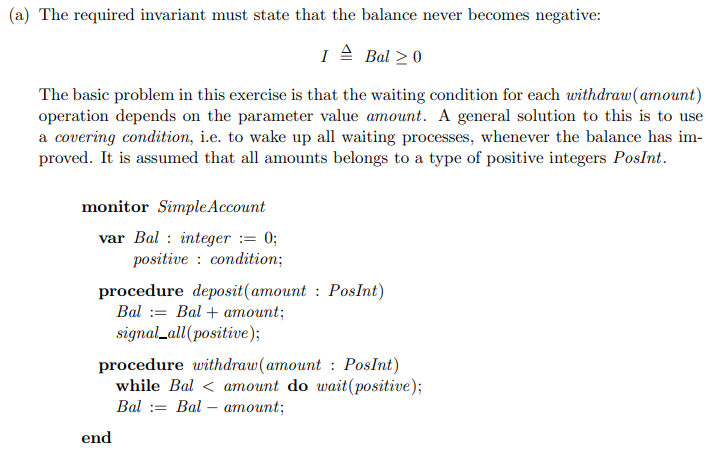 (a) The required invariant must state that the balance never becomes negative:
I ≜ Bal ≥ 0
The basic problem in this exercise is that the waiting condition for each withdraw(amount)
operation depends on the parameter value amount. A general solution to this is to use
a covering condition, i.e. to wake up all waiting processes, whenever the balance has im-
proved. It is assumed that all amounts belongs to a type of positive integers PosInt.
monitor SimpleAccount
var Bal : integer := 0;
positive : condition;
procedure deposit(amount : PosInt)
Bal := Bal + amount;
signal_all(positive);
procedure withdraw(amount : PosInt)
while Bal < amount do wait(positive);
Bal := Bal − amount;
end